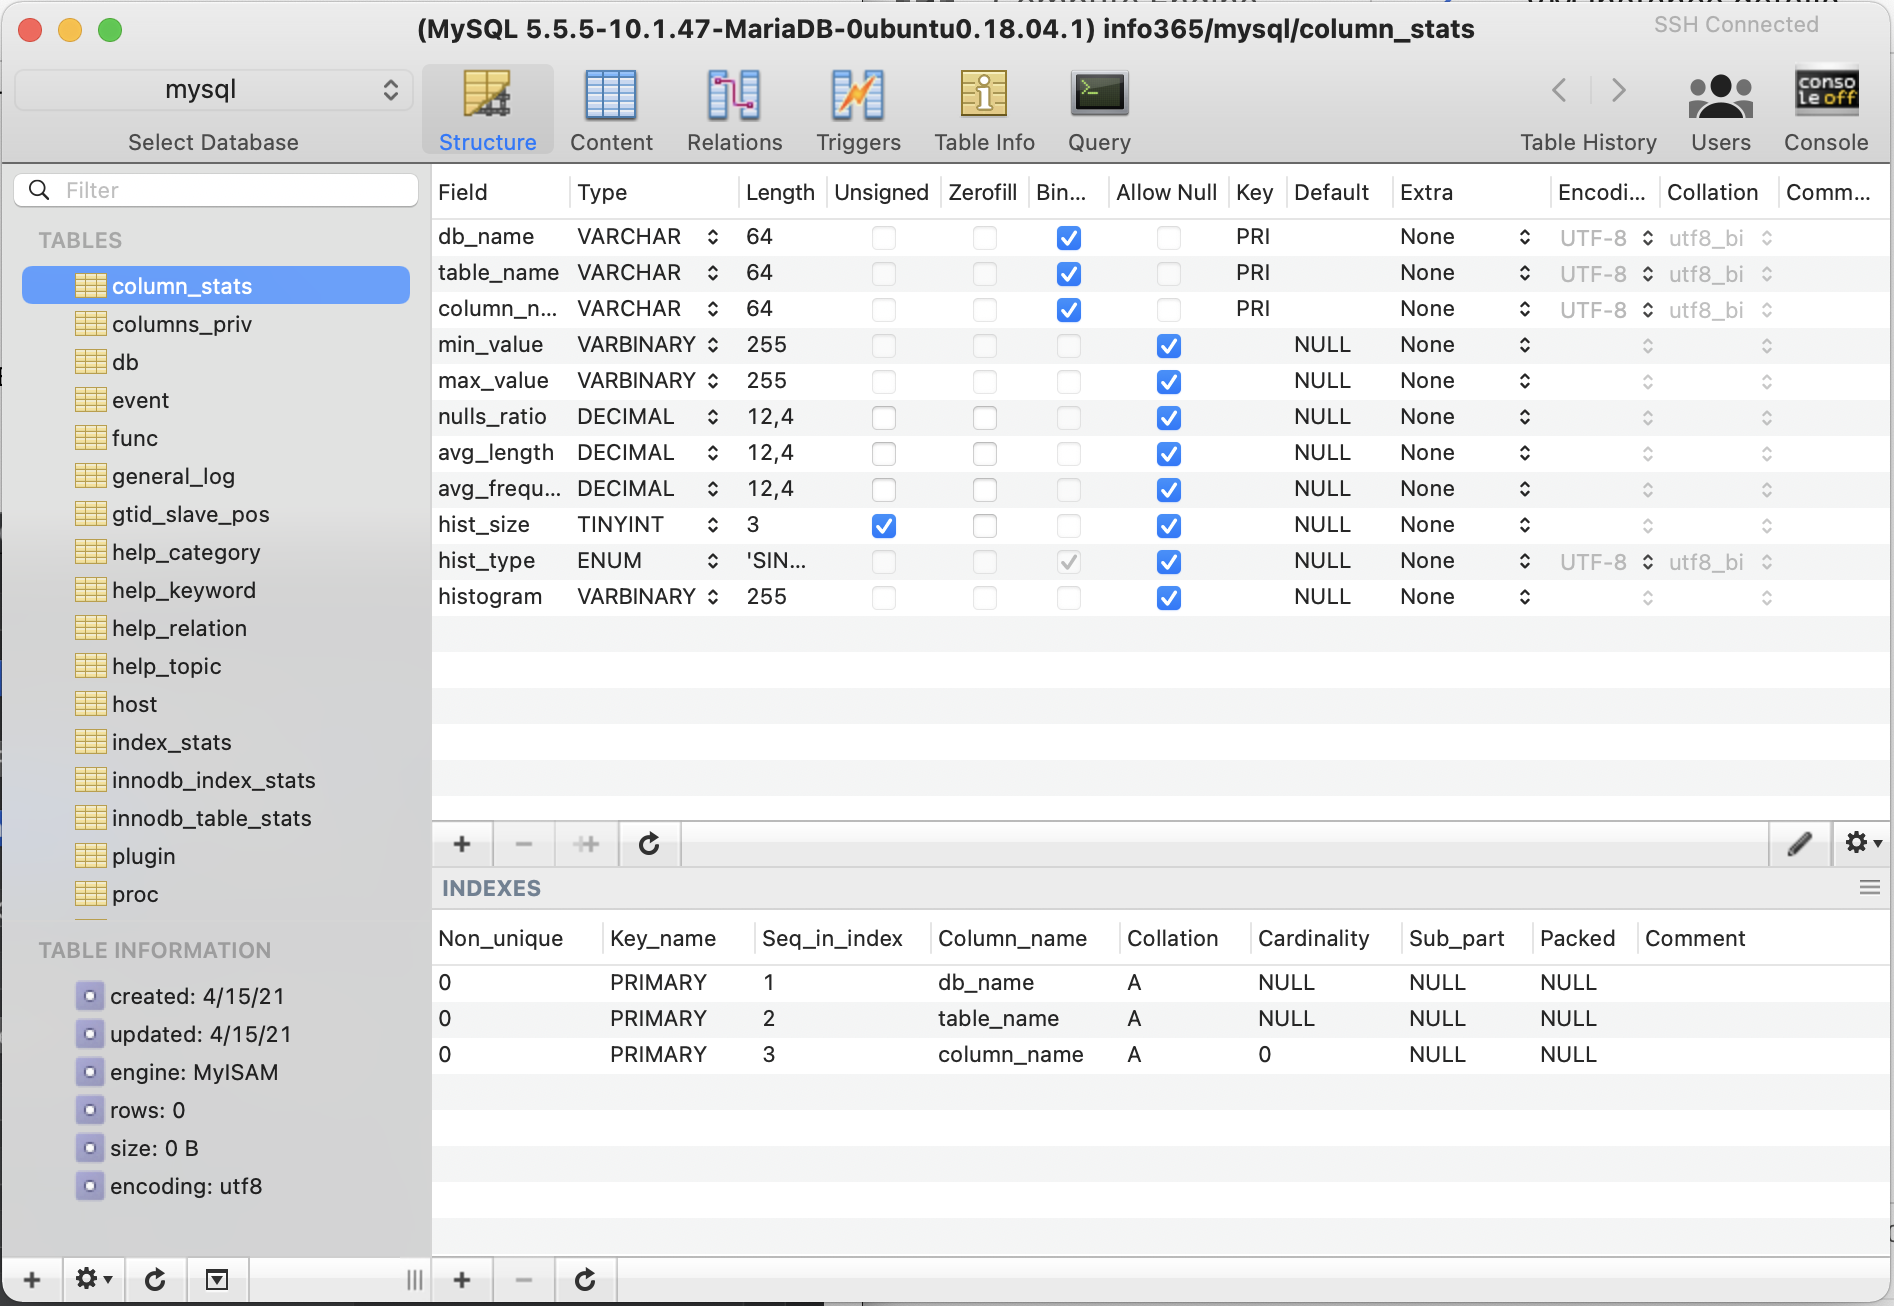 (MySQL 5.5.5-10.1.47-MariaDB-0ubuntu0.18.04.1) info365/mysql/column_stats
SSH Connected
mysql
Select Database
Structure
Content
Relations
Triggers
Table Info
Query
Table History
Users
conso
le off
Console
Filter
TABLES
column_stats
columns_priv
db
event
func
general_log
gtid_slave_pos
help_category
help_keyword
help_relation
help_topic
host
index_stats
innodb_index_stats
innodb_table_stats
plugin
proc
TABLE INFORMATION
created: 4/15/21
updated: 4/15/21
engine: MyISAM
rows: 0
size: 0 B
encoding: utf8
Field Type Length Unsigned Zerofill Bin... Allow Null Key Default Extra Encodi... Collation Comm...
db_name VARCHAR 64 PRI None UTF-8 utf8_bi
table_name VARCHAR 64 PRI None UTF-8 utf8_bi
column_n... VARCHAR 64 PRI None UTF-8 utf8_bi
min_value VARBINARY 255 NULL None
max_value VARBINARY 255 NULL None
nulls_ratio DECIMAL 12,4 NULL None
avg_length DECIMAL 12,4 NULL None
avg_frequ... DECIMAL 12,4 NULL None
hist_size TINYINT 3 NULL None
hist_type ENUM 'SIN... NULL None UTF-8 utf8_bi
histogram VARBINARY 255 NULL None
INDEXES
Non_unique Key_name Seq_in_index Column_name Collation Cardinality Sub_part Packed Comment
0 PRIMARY 1 db_name A NULL NULL NULL
0 PRIMARY 2 table_name A NULL NULL NULL
0 PRIMARY 3 column_name A 0 NULL NULL